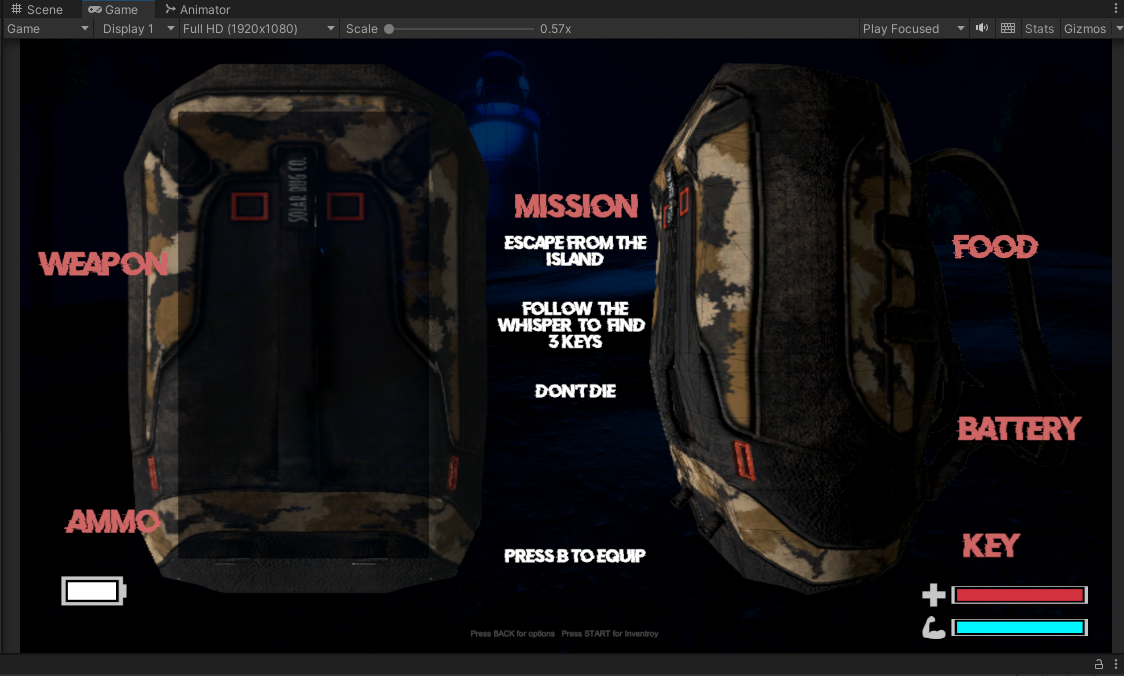 Scene
Game
Animator
Game
Display 1
Full HD (1920x1080)
Scale
0.57x
Play Focused
Stats
Gizmos
SOLAR BUG CO.
WEAPON
AMMO
MISSION
ESCAPE FROM THE
ISLAND
FOLLOW THE
WHISPER TO FIND
3 KEYS
DON'T DIE
PRESS B TO EQUIP
FOOD
BATTERY
KEY
Press BACK for options Press START for Inventroy